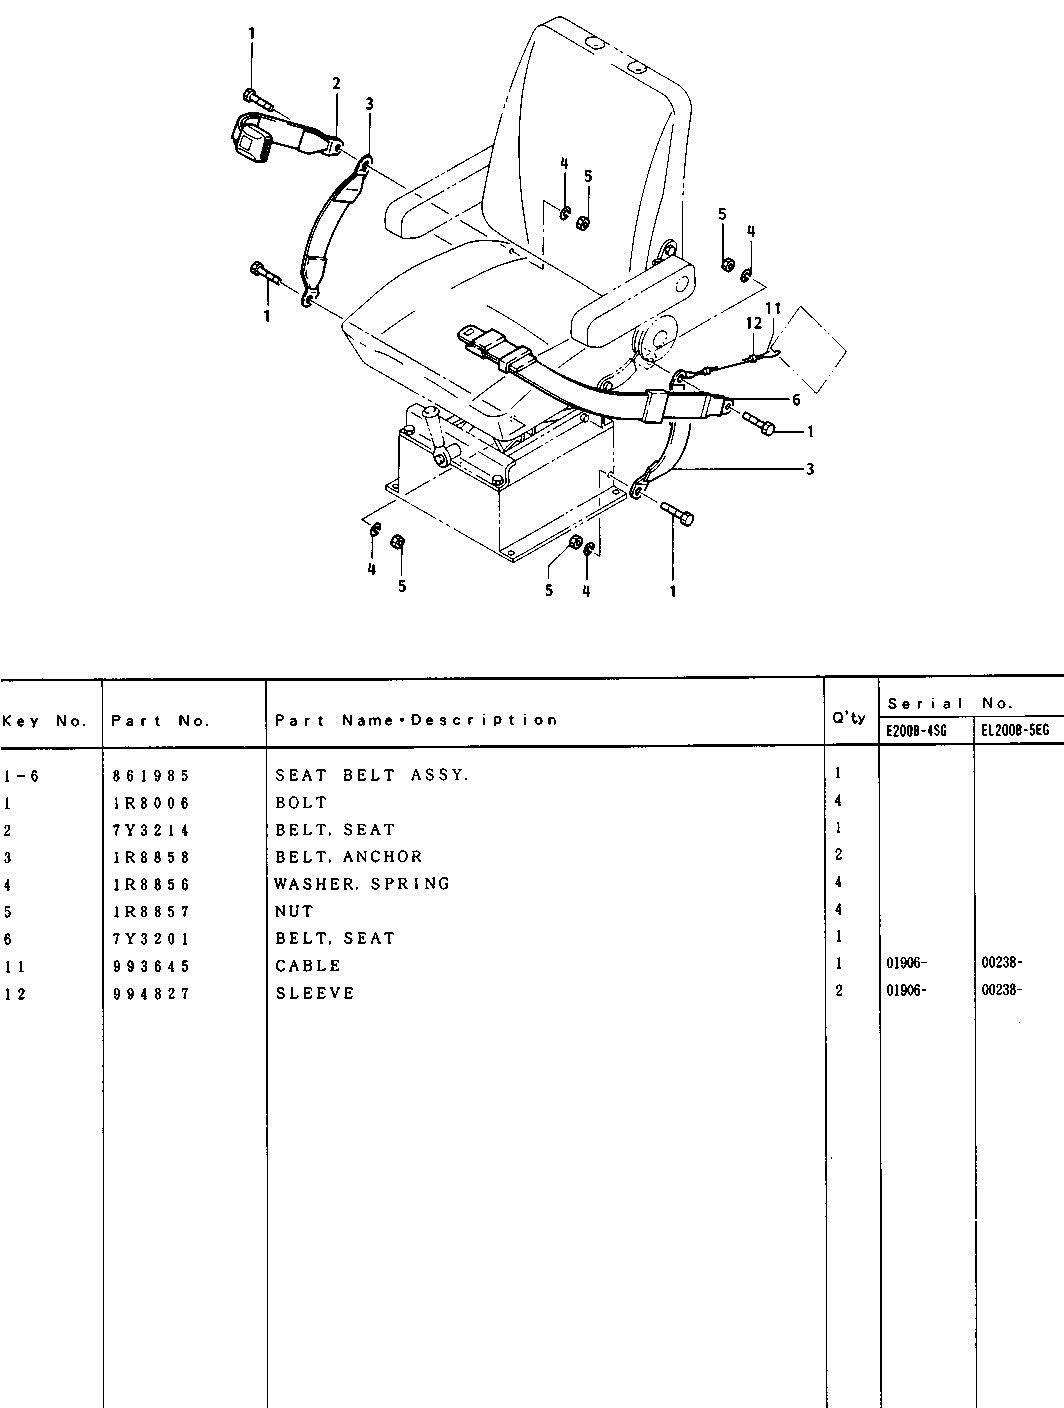 1
2
3
4
5
5
4
1
11
12
6
1
3
4
5
5
4
1
Key No. Part No. Part Name・Description Q'ty Serial No.
E200B-4SG EL200B-5EG
1-6 861985 SEAT BELT ASSY. 1
1 1R8006 BOLT 4
2 7Y3214 BELT, SEAT 1
3 1R8858 BELT, ANCHOR 2
4 1R8856 WASHER, SPRING 4
5 1R8857 NUT 4
6 7Y3201 BELT, SEAT 1
11 993645 CABLE 1 01906- 00238-
12 994827 SLEEVE 2 01906- 00238-